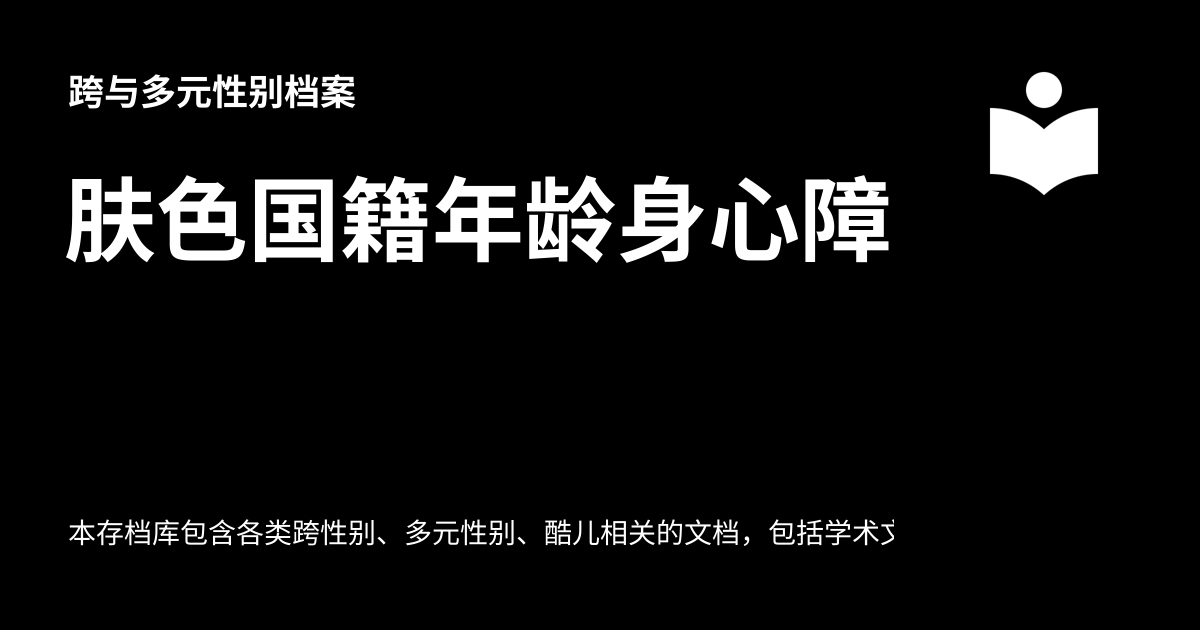 跨与多元性别档案
肤色国籍年龄身心障
本存档库包含各类跨性别、多元性别、酷儿相关的文档，包括学术